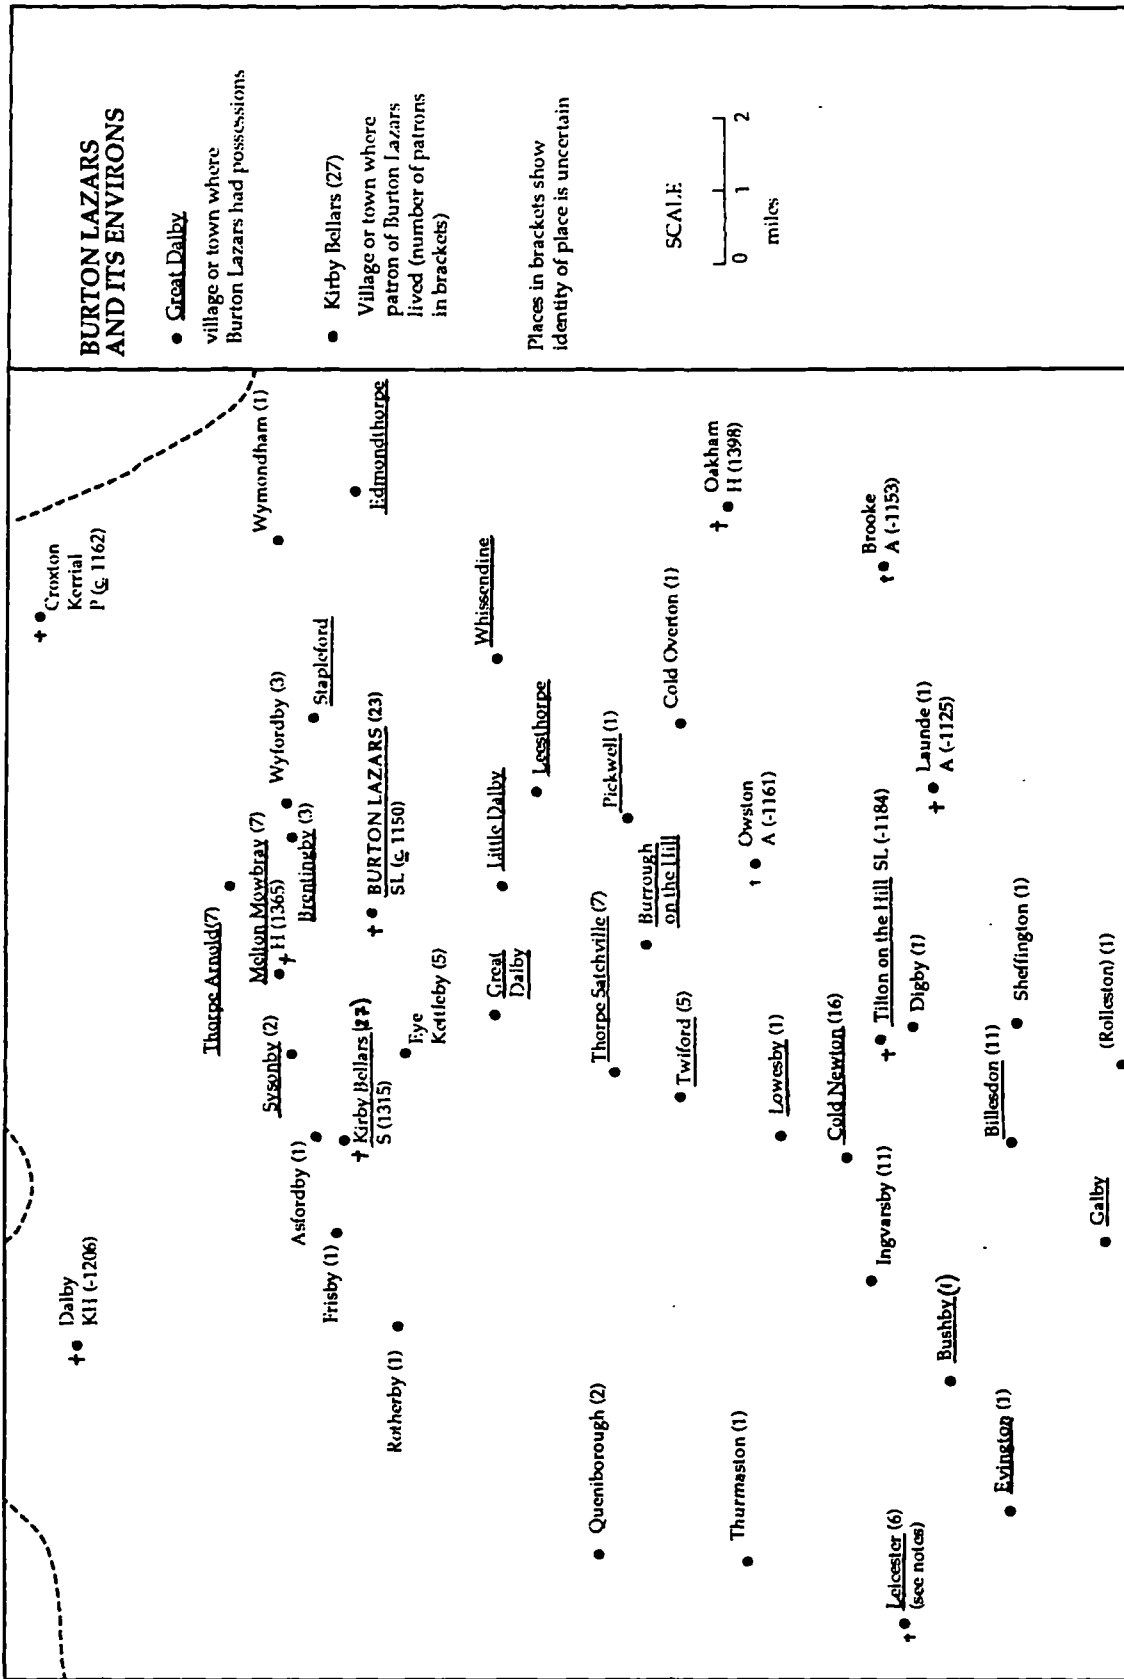 BURTON LAZARS
AND ITS ENVIRONS
Great Dalby
village or town where
Burton Lazars had possessions
Kirby Bellars (27)
Village or town where
patron of Burton Lazars
lived (number of patrons
in brackets)
Places in brackets show
identity of place is uncertain
SCALE
0 1 2
miles
Croxton
Kerrial
P (c. 1162)
Dalby
KH (-1206)
Wymondham (1)
Edmondthorpe
Thorpe Arnold (7)
Melton Mowbray (7)
H (1365)
Brentingby (3)
Wyfordby (3)
Stapleford
Sysonby (2)
Asfordby (1)
Frisby (1)
Kirby Bellars (27)
S (1315)
BURTON LAZARS (23)
SL (c. 1150)
Rotherby (1)
Eye
Kettleby (5)
Great
Dalby
Little Dalby
Whissendine
Leesthorpe
Queniborough (2)
Thorpe Satchville (7)
Pickwell (1)
Burrough
on the Hill
Twiford (5)
Cold Overton (1)
Oakham
H (1398)
Thurmaston (1)
Lowesby (1)
Owston
A (-1161)
Cold Newton (16)
Ingvarsby (11)
Tilton on the Hill SL (-1184)
Brooke
A (-1153)
Leicester (6)
(see notes)
Digby (1)
Launde (1)
A (-1125)
Bushby (1)
Evington (1)
Billesdon (11)
Sheffington (1)
Galby
(Rolleston) (1)